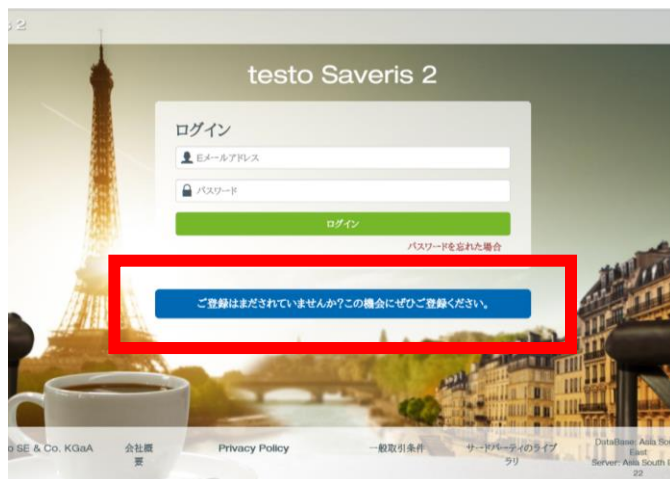 s 2
testo Saveris 2
ログイン
Eメールアドレス
パスワード
ログイン
パスワードを忘れた場合
ご登録はまだされていませんか?この機会にぜひご登録ください。
o SE & Co. KGaA
会社概
要
Privacy Policy
一般取引条件
サードパーティのライブ
ラリ
DataBase: Asia Sou
East
Server: Asia South E
22